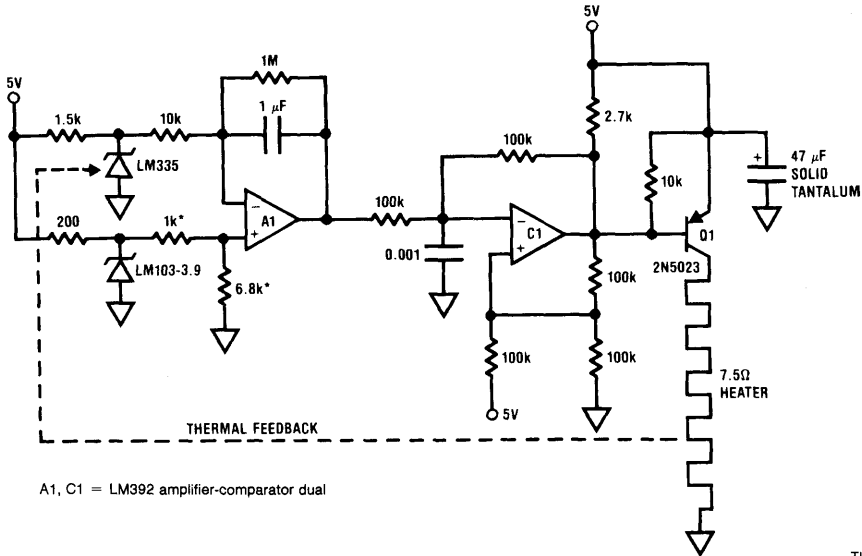 5V
1M
5V
1.5k
10k
1 μF
2.7k
LM335
100k
10k
+
47 μF
SOLID
TANTALUM
200
1k*
−
A1
+
100k
−
C1
+
Q1
LM103-3.9
0.001
2N5023
6.8k*
100k
100k
100k
7.5Ω
HEATER
5V
THERMAL FEEDBACK
A1, C1 = LM392 amplifier-comparator dual